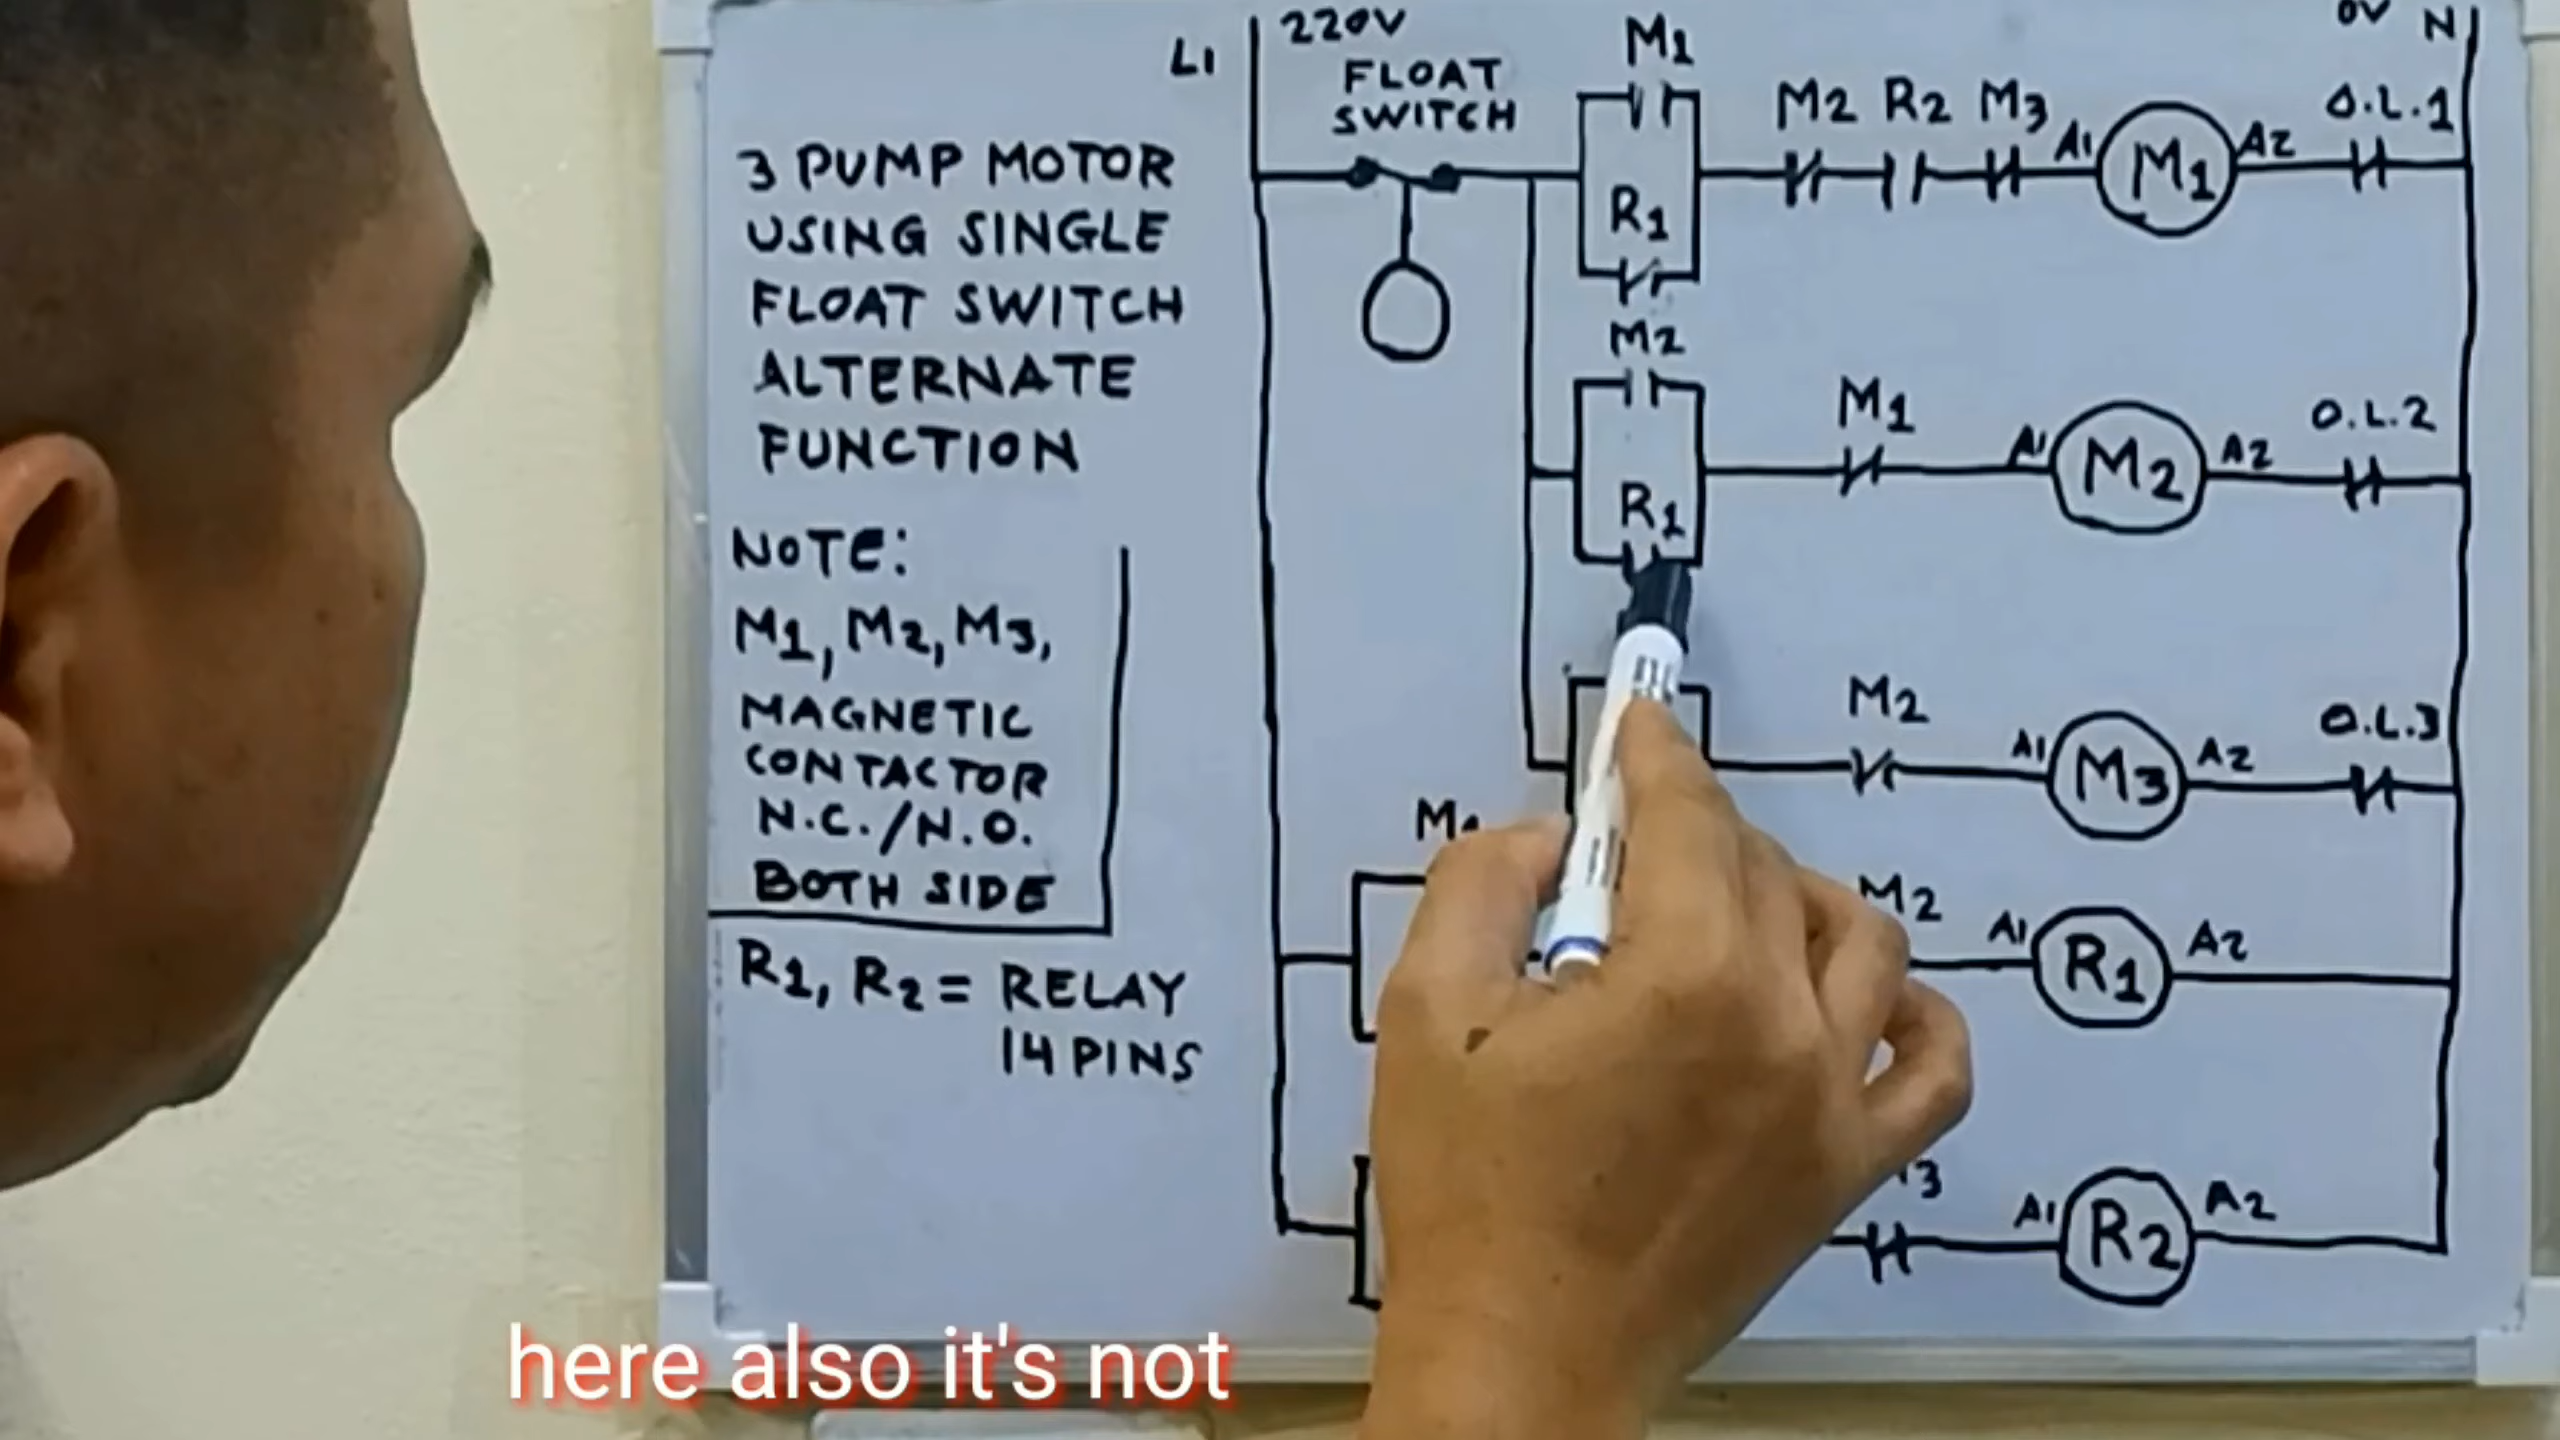 L1
220V
0V N
FLOAT
SWITCH
M1
R1
M2 R2 M3
A1 M1 A2
O.L.1
3 PUMP MOTOR
USING SINGLE
FLOAT SWITCH
ALTERNATE
FUNCTION
NOTE:
M1, M2, M3,
MAGNETIC
CONTACTOR
N.C./N.O.
BOTH SIDE
R1, R2 = RELAY
14 PINS
M2
R1
M1
A1 M2 A2
O.L.2
M2
A1 M3 A2
O.L.3
M2
A1 R1 A2
A1 R2 A2
here also it's not